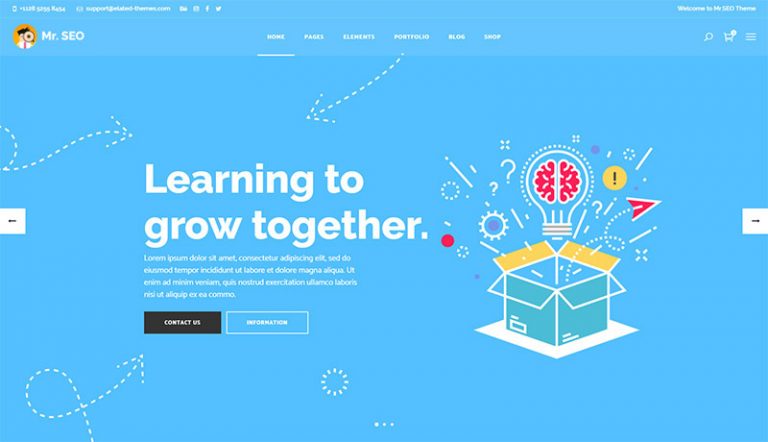 +1128 5255 8454 support@elated-themes.com Welcome to Mr.SEO Theme
Mr. SEO HOME PAGES ELEMENTS PORTFOLIO BLOG SHOP
Learning to
grow together.
Lorem ipsum dolor sit amet, consectetur adipiscing elit, sed do
eiusmod tempor incididunt ut labore et dolore magna aliqua. Ut
enim ad minim veniam, quis nostrud exercitation ullamco laboris
nisi ut aliquip ex ea commo.
CONTACT US INFORMATION